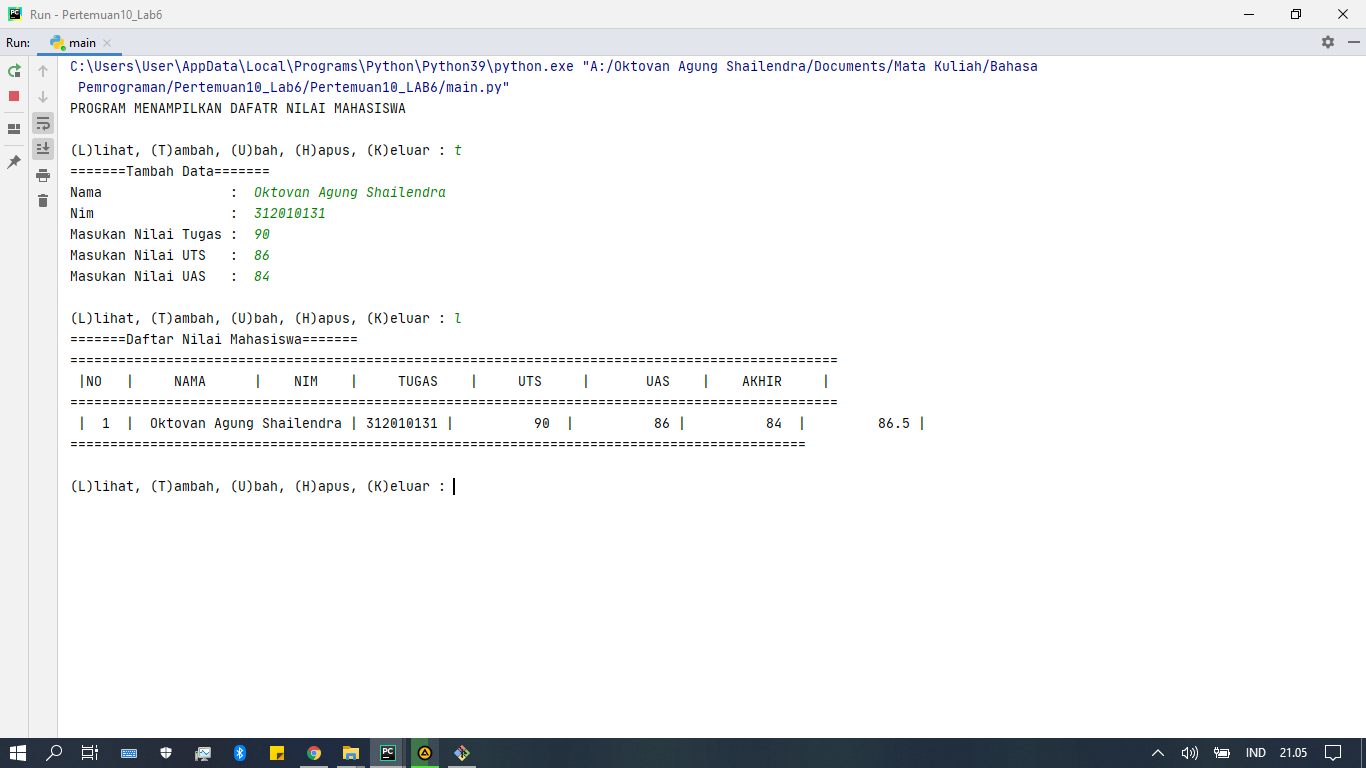 Run - Pertemuan10_Lab6
Run: main
C:\Users\User\AppData\Local\Programs\Python\Python39\python.exe "A:/Oktovan Agung Shailendra/Documents/Mata Kuliah/Bahasa
Pemrograman/Pertemuan10_Lab6/Pertemuan10_LAB6/main.py"
PROGRAM MENAMPILKAN DAFATR NILAI MAHASISWA
(L)lihat, (T)ambah, (U)bah, (H)apus, (K)eluar : t
=======Tambah Data=======
Nama                :  Oktovan Agung Shailendra
Nim                 :  312010131
Masukan Nilai Tugas :  90
Masukan Nilai UTS   :  86
Masukan Nilai UAS   :  84
(L)lihat, (T)ambah, (U)bah, (H)apus, (K)eluar : l
=======Daftar Nilai Mahasiswa=======
================================================================================================
|NO   |     NAMA      |    NIM    |     TUGAS    |     UTS     |       UAS    |    AKHIR     |
================================================================================================
|  1  |  Oktovan Agung Shailendra | 312010131 |          90  |          86 |          84  |         86.5 |
============================================================================================
(L)lihat, (T)ambah, (U)bah, (H)apus, (K)eluar :
IND 21.05